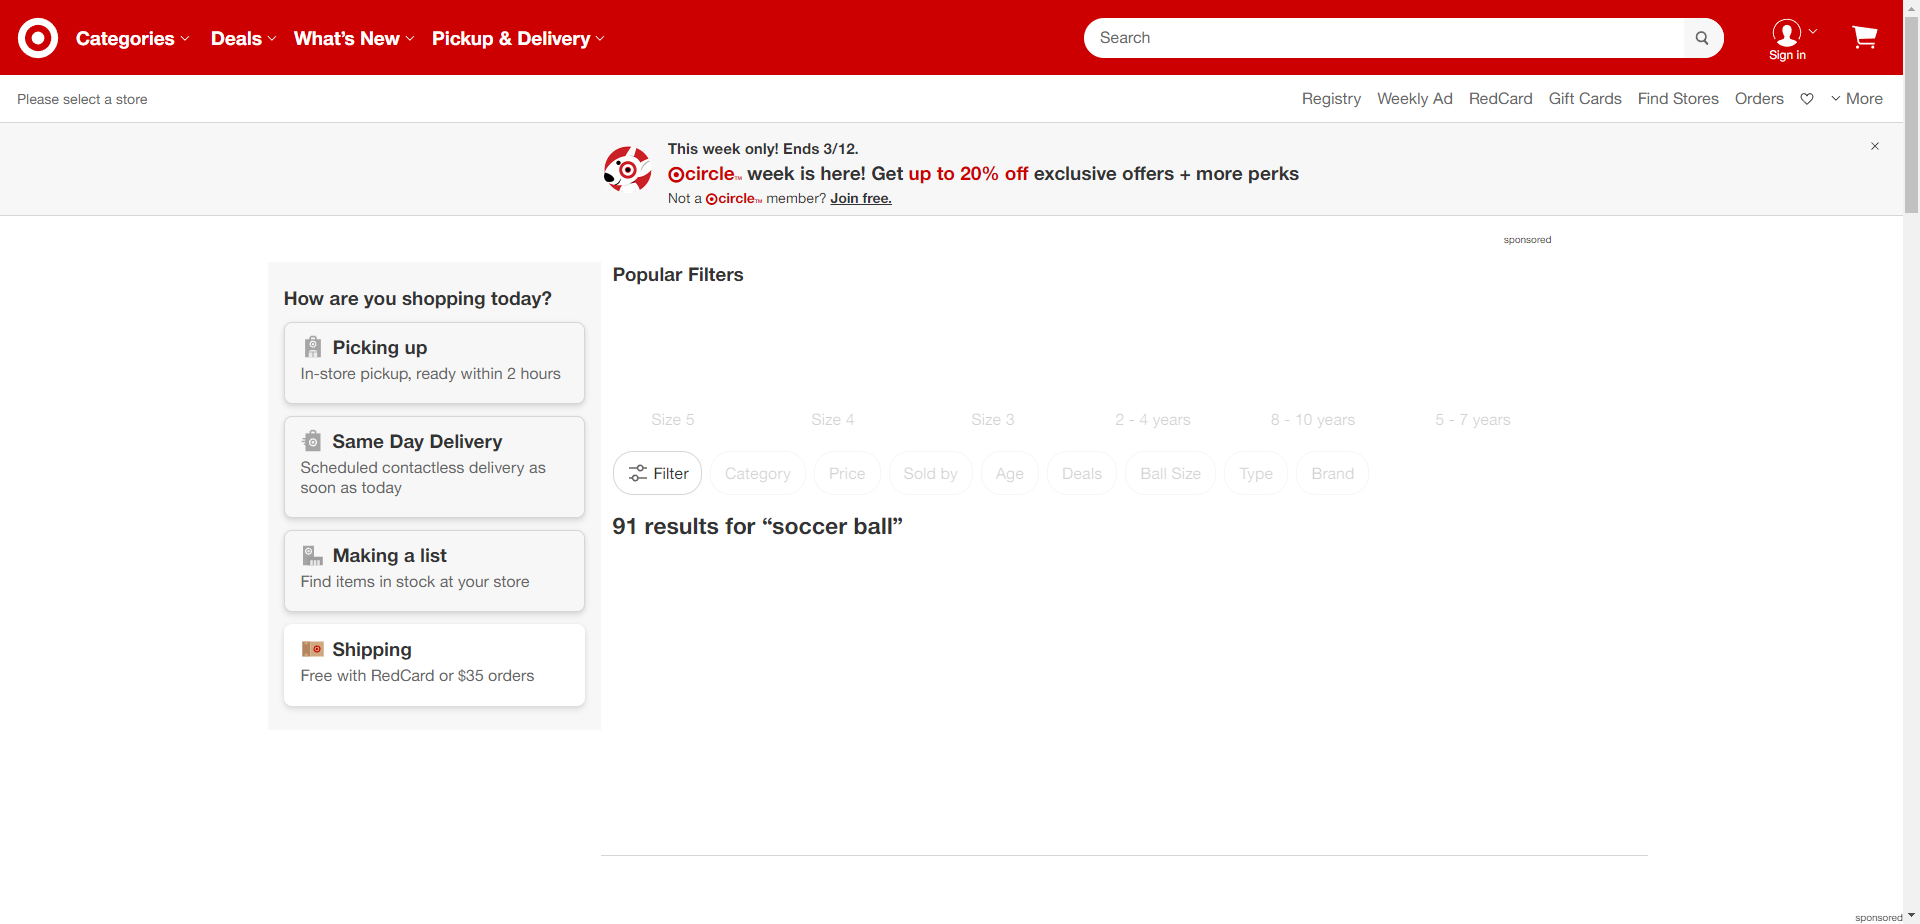 Categories
Deals
What's New
Pickup & Delivery
Search
Sign in
Please select a store
Registry
Weekly Ad
RedCard
Gift Cards
Find Stores
Orders
More
This week only! Ends 3/12.
circle™ week is here! Get up to 20% off exclusive offers + more perks
Not a circle™ member? Join free.
sponsored
How are you shopping today?
Picking up
In-store pickup, ready within 2 hours
Same Day Delivery
Scheduled contactless delivery as
soon as today
Making a list
Find items in stock at your store
Shipping
Free with RedCard or $35 orders
Popular Filters
Size 5
Size 4
Size 3
2 - 4 years
8 - 10 years
5 - 7 years
Filter
Category
Price
Sold by
Age
Deals
Ball Size
Type
Brand
91 results for “soccer ball”
sponsored